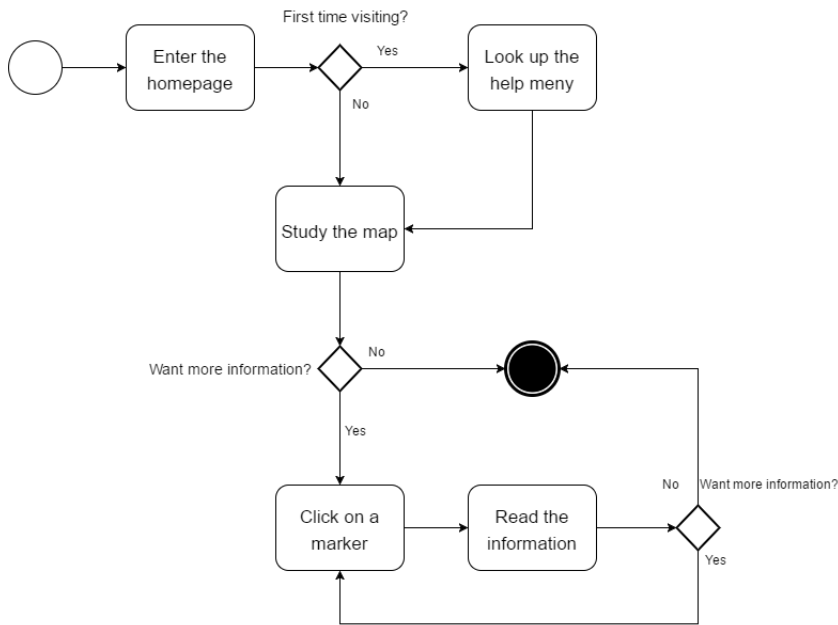 First time visiting?
Enter the
homepage
Yes
Look up the
help meny
No
Study the map
Want more information?
No
Yes
Click on a
marker
Read the
information
No
Want more information?
Yes